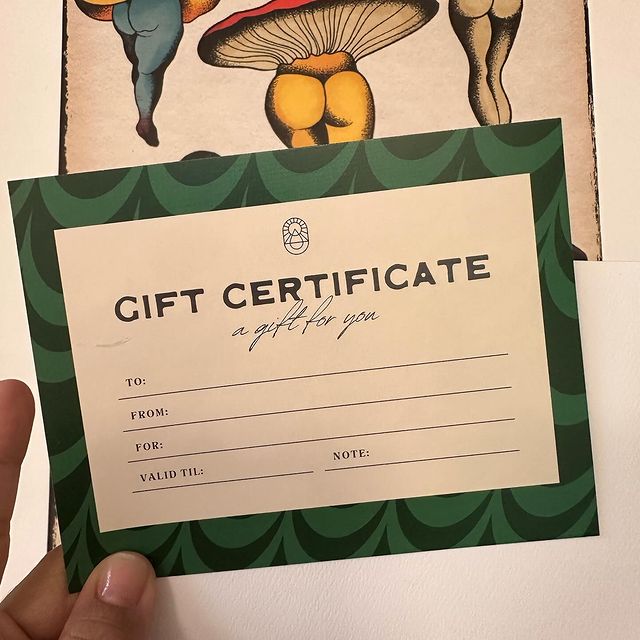 GIFT CERTIFICATE
a gift for you
TO:
FROM:
FOR:
VALID TIL:
NOTE: